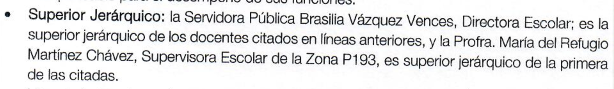 • Superior Jerárquico: la Servidora Pública Brasilia Vázquez Vences, Directora Escolar; es la
superior jerárquico de los docentes citados en líneas anteriores, y la Profra. María del Refugio
Martínez Chávez, Supervisora Escolar de la Zona P193, es superior jerárquico de la primera
de las citadas.